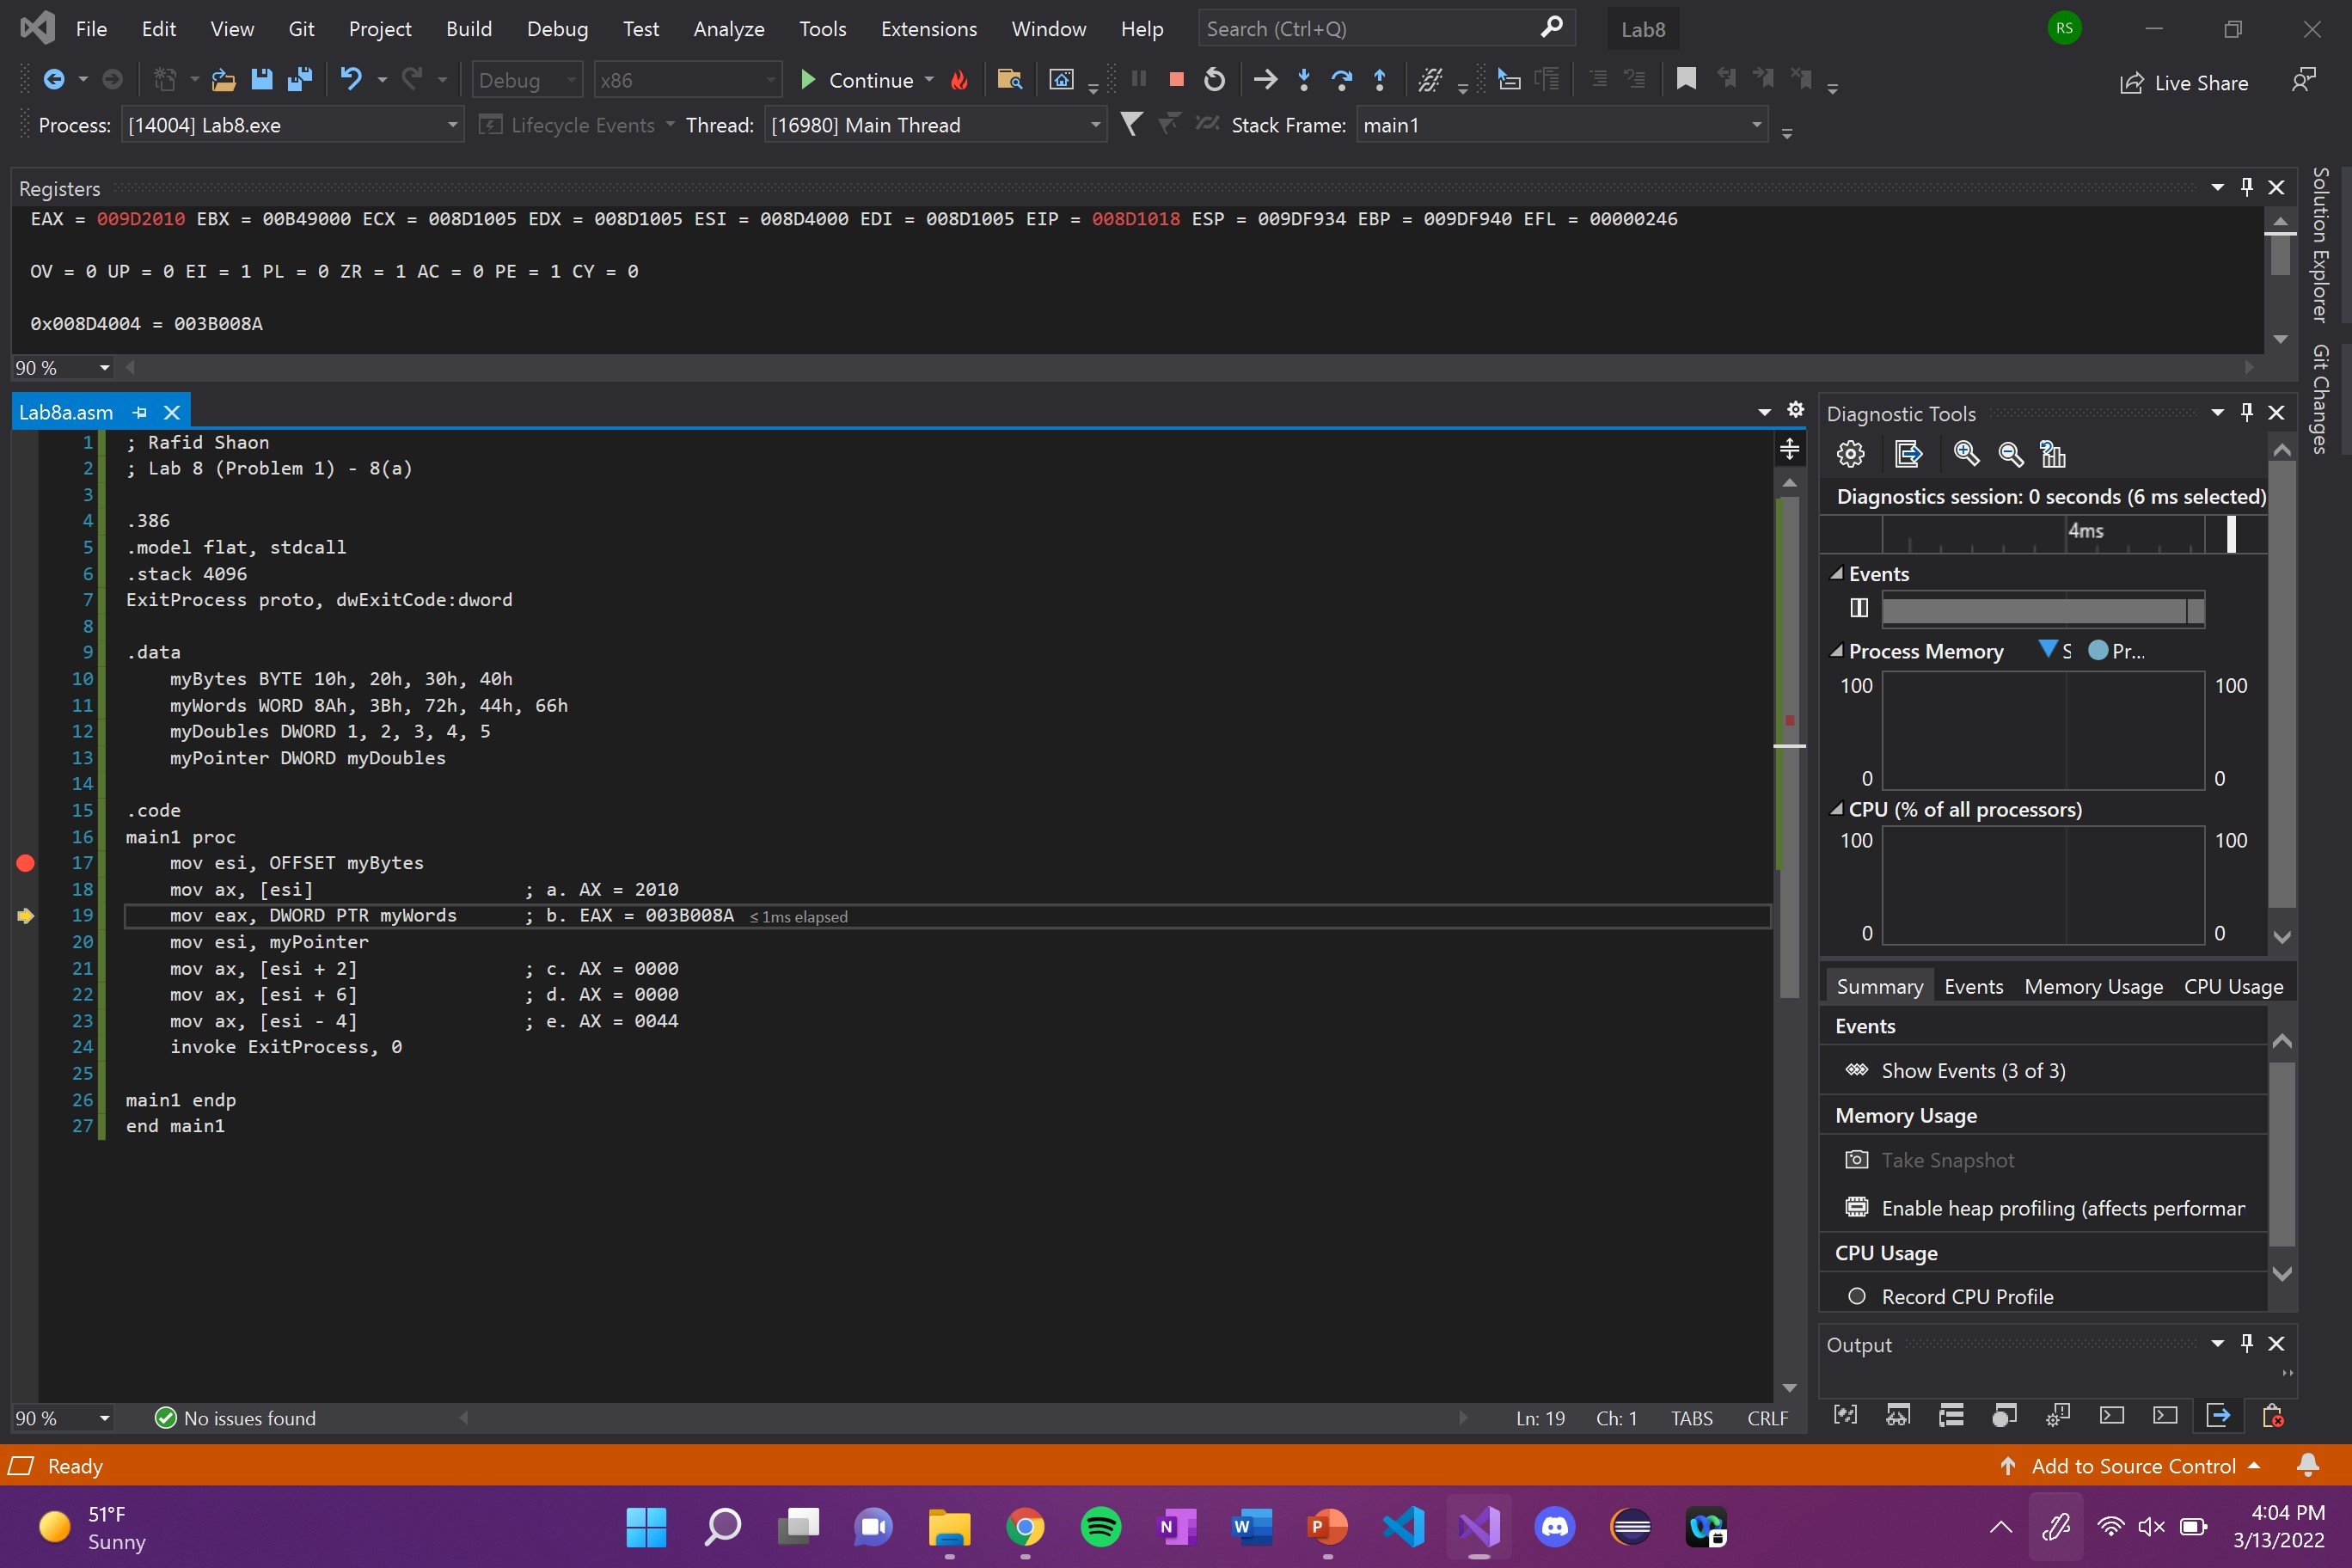 File Edit View Git Project Build Debug Test Analyze Tools Extensions Window Help Search (Ctrl+Q) Lab8 RS
Debug x86 Continue Live Share
Process: [14004] Lab8.exe Lifecycle Events Thread: [16980] Main Thread Stack Frame: main1
Registers
EAX = 009D2010 EBX = 00B49000 ECX = 008D1005 EDX = 008D1005 ESI = 008D4000 EDI = 008D1005 EIP = 008D1018 ESP = 009DF934 EBP = 009DF940 EFL = 00000246
OV = 0 UP = 0 EI = 1 PL = 0 ZR = 1 AC = 0 PE = 1 CY = 0
0x008D4004 = 003B008A
90 %
Solution Explorer
Git Changes
Lab8a.asm
1 ; Rafid Shaon
2 ; Lab 8 (Problem 1) - 8(a)
3
4 .386
5 .model flat, stdcall
6 .stack 4096
7 ExitProcess proto, dwExitCode:dword
8
9 .data
10 myBytes BYTE 10h, 20h, 30h, 40h
11 myWords WORD 8Ah, 3Bh, 72h, 44h, 66h
12 myDoubles DWORD 1, 2, 3, 4, 5
13 myPointer DWORD myDoubles
14
15 .code
16 main1 proc
17 mov esi, OFFSET myBytes
18 mov ax, [esi] ; a. AX = 2010
19 mov eax, DWORD PTR myWords ; b. EAX = 003B008A ≤ 1ms elapsed
20 mov esi, myPointer
21 mov ax, [esi + 2] ; c. AX = 0000
22 mov ax, [esi + 6] ; d. AX = 0000
23 mov ax, [esi - 4] ; e. AX = 0044
24 invoke ExitProcess, 0
25
26 main1 endp
27 end main1
90 % No issues found Ln: 19 Ch: 1 TABS CRLF
Diagnostic Tools
Diagnostics session: 0 seconds (6 ms selected)
4ms
Events
Process Memory S Pr...
100 100
0 0
CPU (% of all processors)
100 100
0 0
Summary Events Memory Usage CPU Usage
Events
Show Events (3 of 3)
Memory Usage
Take Snapshot
Enable heap profiling (affects performar
CPU Usage
Record CPU Profile
Output
Ready Add to Source Control
51°F
Sunny
4:04 PM
3/13/2022